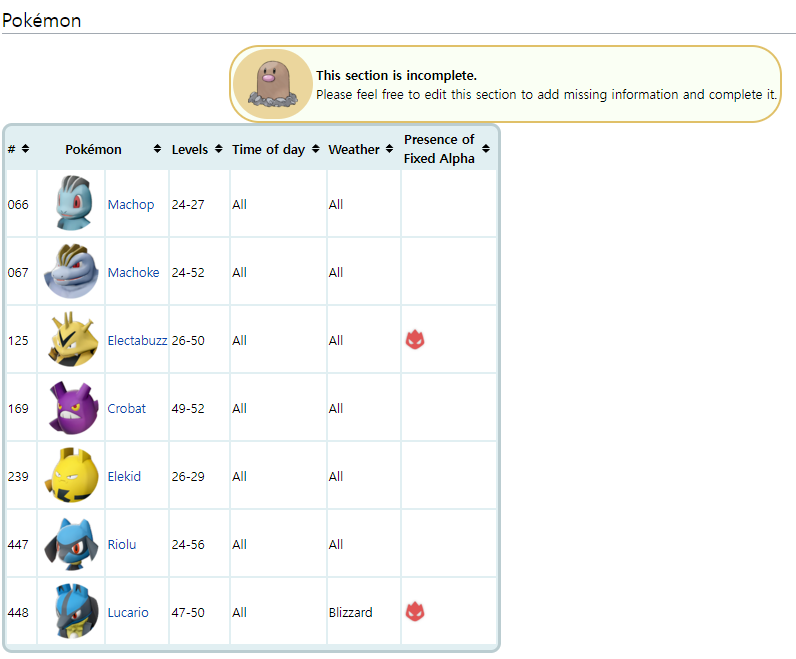 Pokémon
This section is incomplete.
Please feel free to edit this section to add missing information and complete it.
# Pokémon Levels Time of day Weather Presence of
Fixed Alpha
066 Machop 24-27 All All
067 Machoke 24-52 All All
125 Electabuzz 26-50 All All
169 Crobat 49-52 All All
239 Elekid 26-29 All All
447 Riolu 24-56 All All
448 Lucario 47-50 All Blizzard